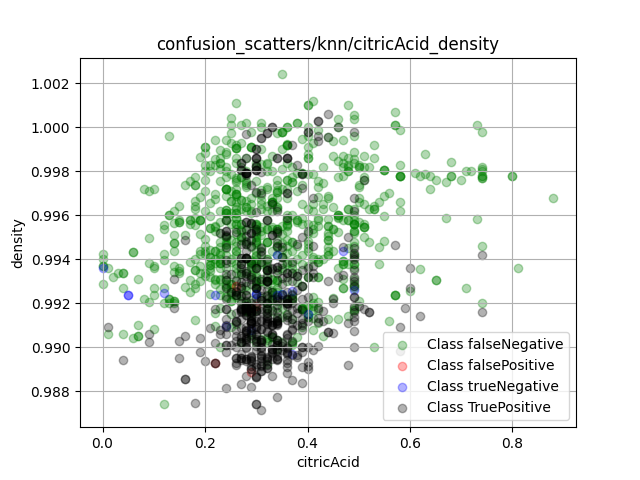 confusion_scatters/knn/citricAcid_density
1.002
1.000
0.998
0.996
0.994
0.992
0.990
0.988
density
0.0
0.2
0.4
0.6
0.8
citricAcid
Class falseNegative
Class falsePositive
Class trueNegative
Class TruePositive